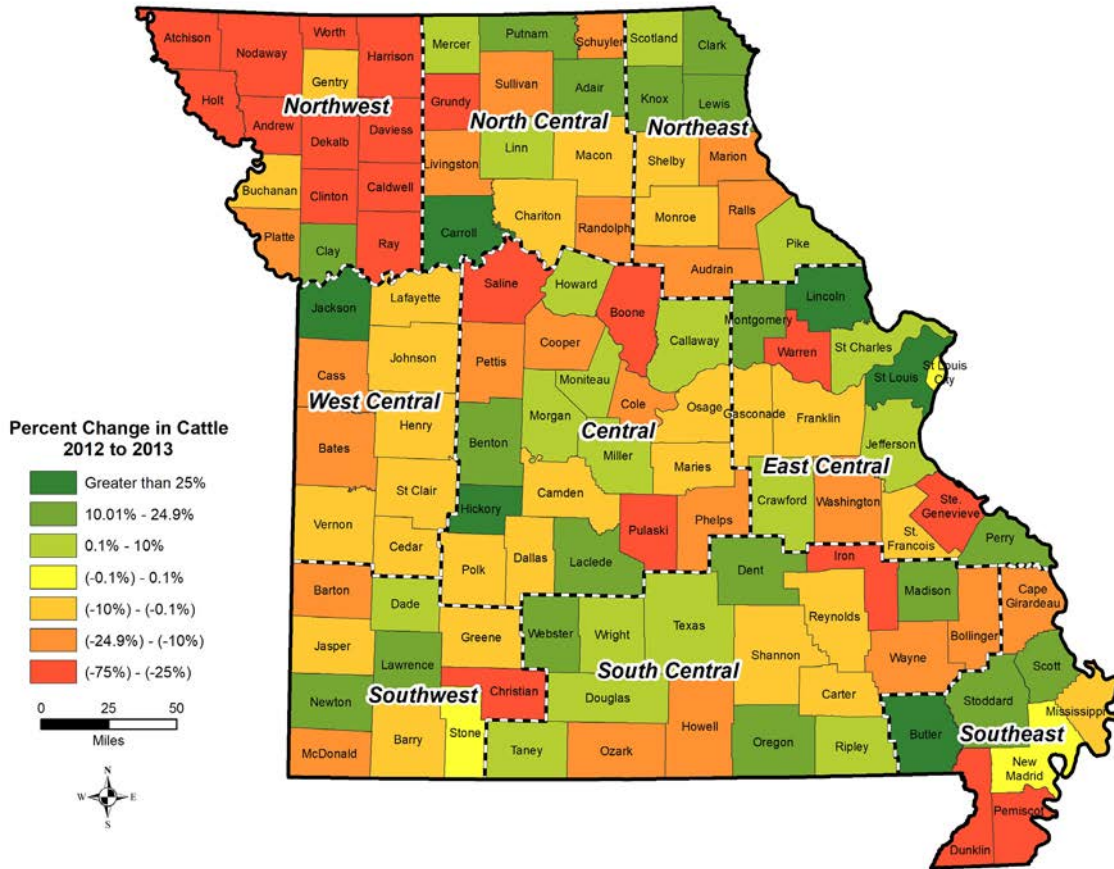 Atchison
Nodaway
Worth
Harrison
Mercer
Putnam
Schuyler
Scotland
Clark
Gentry
Holt
Northwest
Andrew
Dekalb
Daviess
Grundy
Sullivan
Adair
North Central
Knox
Lewis
Northeast
Linn
Macon
Shelby
Marion
Livingston
Buchanan
Clinton
Caldwell
Chariton
Randolph
Monroe
Ralls
Platte
Clay
Ray
Carroll
Pike
Audrain
Saline
Howard
Boone
Jackson
Lafayette
Callaway
Montgomery
Lincoln
Warren
St Charles
Johnson
Pettis
Cooper
Moniteau
St Louis
St Louis
City
Cass
West Central
Morgan
Cole
Osage
Gasconade
Franklin
Henry
Central
Benton
Miller
Maries
Jefferson
East Central
Bates
St Clair
Camden
Crawford
Washington
Ste.
Genevieve
Hickory
Pulaski
Phelps
St.
Francois
Perry
Vernon
Cedar
Polk
Dallas
Laclede
Dent
Iron
Madison
Barton
Dade
Cape
Girardeau
Reynolds
Bollinger
Greene
Webster
Wright
Texas
Jasper
Shannon
Wayne
Lawrence
Scott
Southwest
South Central
Christian
Carter
Stoddard
Mississippi
Newton
Douglas
Butler
Southeast
Stone
Howell
New
Madrid
McDonald
Barry
Taney
Ozark
Oregon
Ripley
Pemiscot
Dunklin
Percent Change in Cattle
2012 to 2013
Greater than 25%
10.01% - 24.9%
0.1% - 10%
(-0.1%) - 0.1%
(-10%) - (-0.1%)
(-24.9%) - (-10%)
(-75%) - (-25%)
0 25 50
Miles
N
W E
S